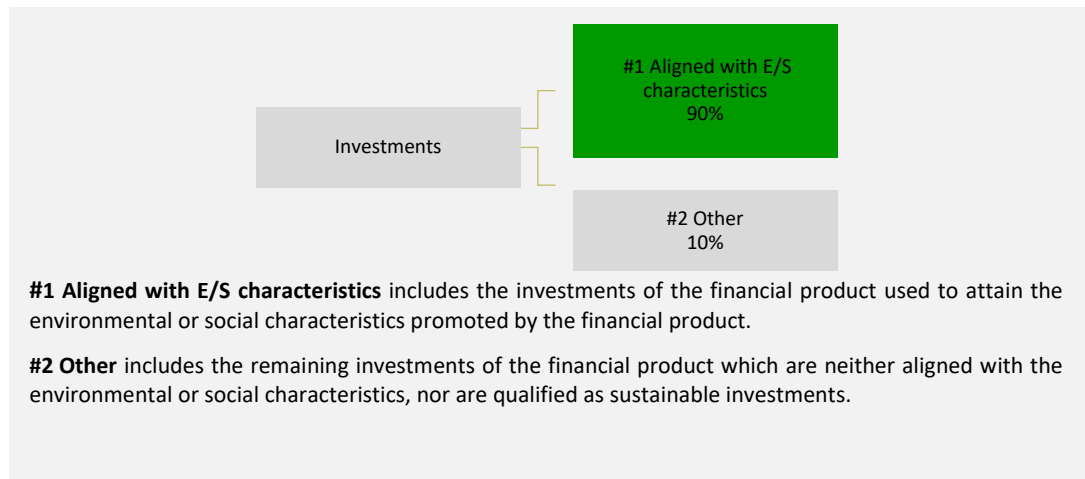 #1 Aligned with E/S
characteristics
90%
Investments
#2 Other
10%
#1 Aligned with E/S characteristics includes the investments of the financial product used to attain the
environmental or social characteristics promoted by the financial product.
#2 Other includes the remaining investments of the financial product which are neither aligned with the
environmental or social characteristics, nor are qualified as sustainable investments.